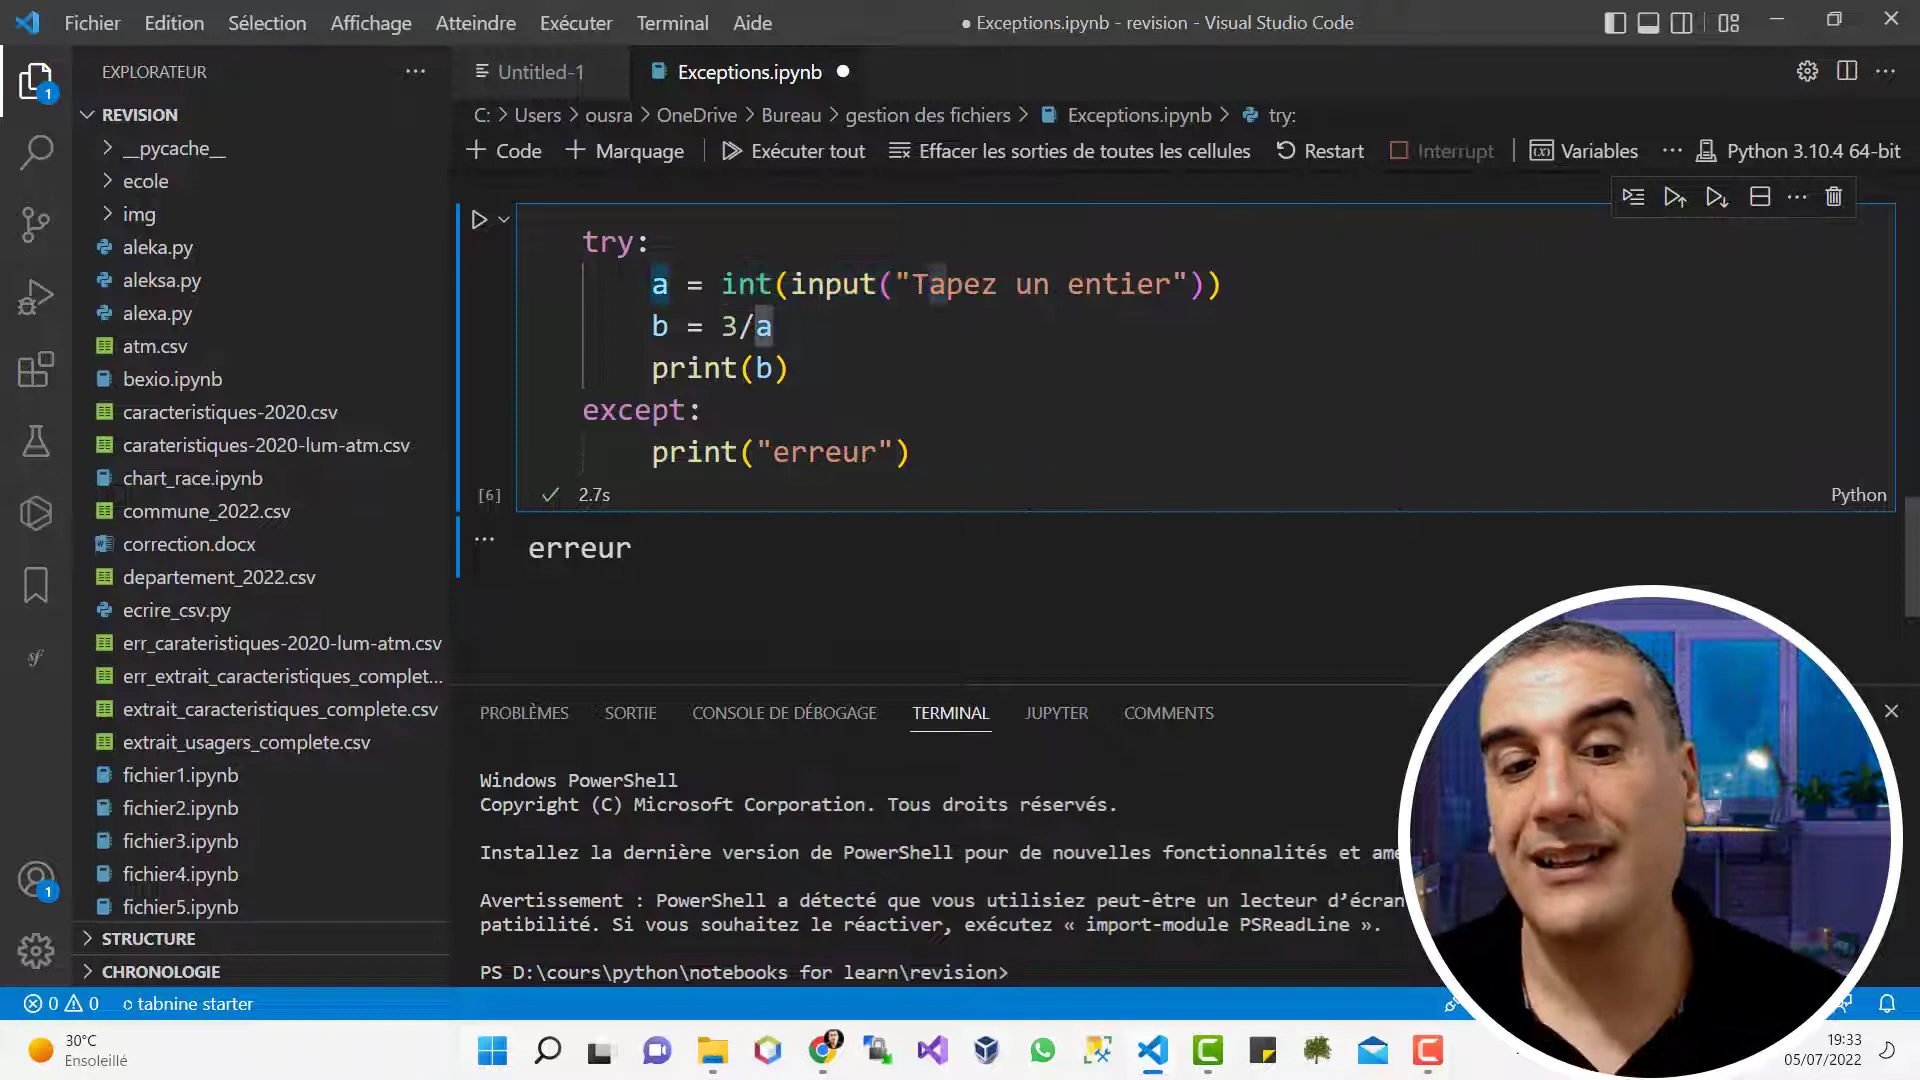 Fichier Edition Sélection Affichage Atteindre Exécuter Terminal Aide
● Exceptions.ipynb - revision - Visual Studio Code
EXPLORATEUR
Untitled-1
Exceptions.ipynb
REVISION
C: > Users > ousra > OneDrive > Bureau > gestion des fichiers > Exceptions.ipynb > try:
+ Code + Marquage Exécuter tout Effacer les sorties de toutes les cellules Restart Interrupt Variables ... Python 3.10.4 64-bit
__pycache__
ecole
img
aleka.py
aleksa.py
alexa.py
atm.csv
bexio.ipynb
caracteristiques-2020.csv
carateristiques-2020-lum-atm.csv
chart_race.ipynb
commune_2022.csv
correction.docx
departement_2022.csv
ecrire_csv.py
err_carateristiques-2020-lum-atm.csv
err_extrait_caracteristiques_complet...
extrait_caracteristiques_complete.csv
extrait_usagers_complete.csv
fichier1.ipynb
fichier2.ipynb
fichier3.ipynb
fichier4.ipynb
fichier5.ipynb
STRUCTURE
CHRONOLOGIE
try:
a = int(input("Tapez un entier"))
b = 3/a
print(b)
except:
print("erreur")
[6] 2.7s Python
erreur
PROBLÈMES SORTIE CONSOLE DE DÉBOGAGE TERMINAL JUPYTER COMMENTS
Windows PowerShell
Copyright (C) Microsoft Corporation. Tous droits réservés.
Installez la dernière version de PowerShell pour de nouvelles fonctionnalités et amé
Avertissement : PowerShell a détecté que vous utilisiez peut-être un lecteur d’écran
patibilité. Si vous souhaitez le réactiver, exécutez « import-module PSReadLine ».
PS D:\cours\python\notebooks for learn\revision>
1
1
0 0 tabnine starter
30°C
Ensoleillé
19:33
05/07/2022